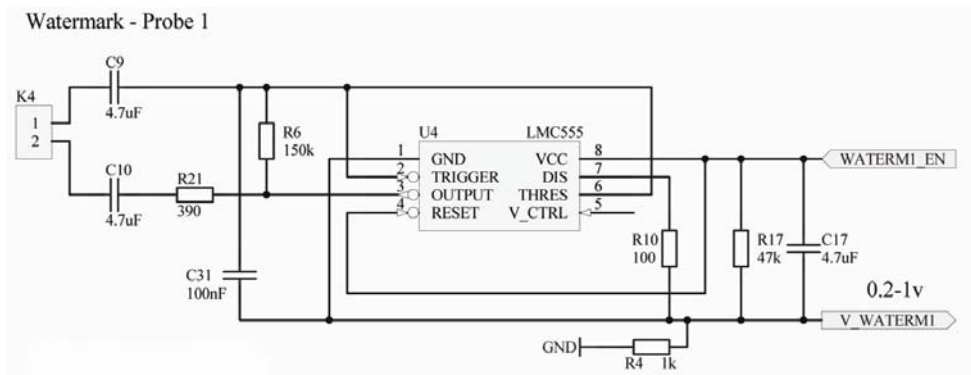 Watermark - Probe 1
C9
4.7uF
K4
1
2
C10
4.7uF
R21
390
R6
150k
C31
100nF
U4
LMC555
1
GND
2
TRIGGER
3
OUTPUT
4
RESET
VCC
8
DIS
7
THRES
6
V_CTRL
5
R10
100
R17
47k
C17
4.7uF
WATERM1_EN
0.2-1v
V_WATERM1
GND
R4 1k